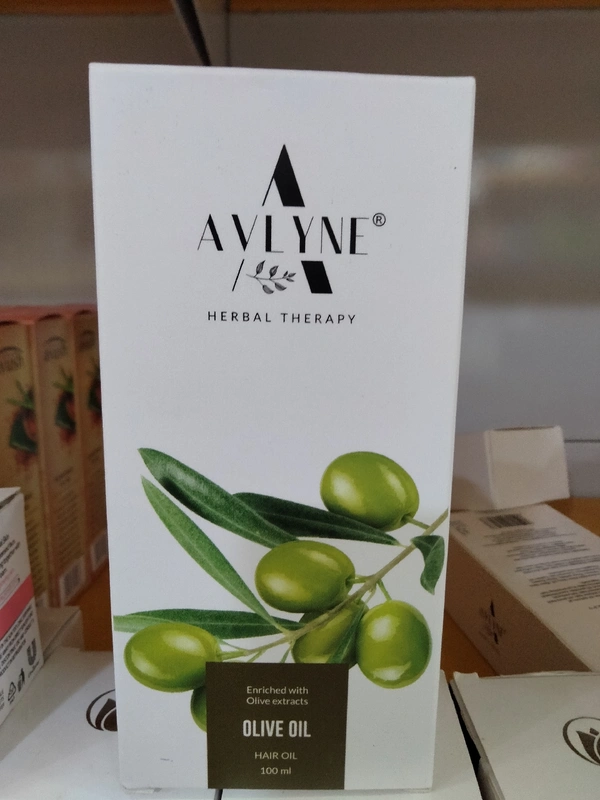 AVLYNE®
HERBAL THERAPY
Enriched with
Olive extracts
OLIVE OIL
HAIR OIL
100 ml